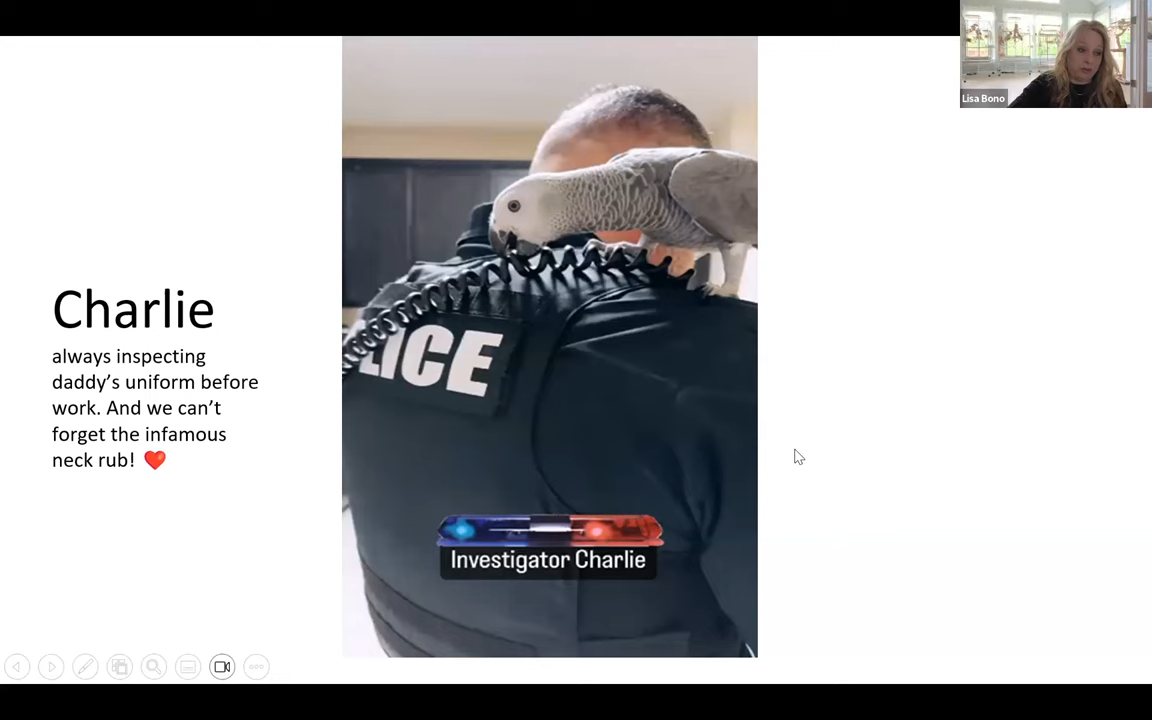 Lisa Bono
Charlie
always inspecting
daddy's uniform before
work. And we can't
forget the infamous
neck rub! ❤️
LICE
Investigator Charlie